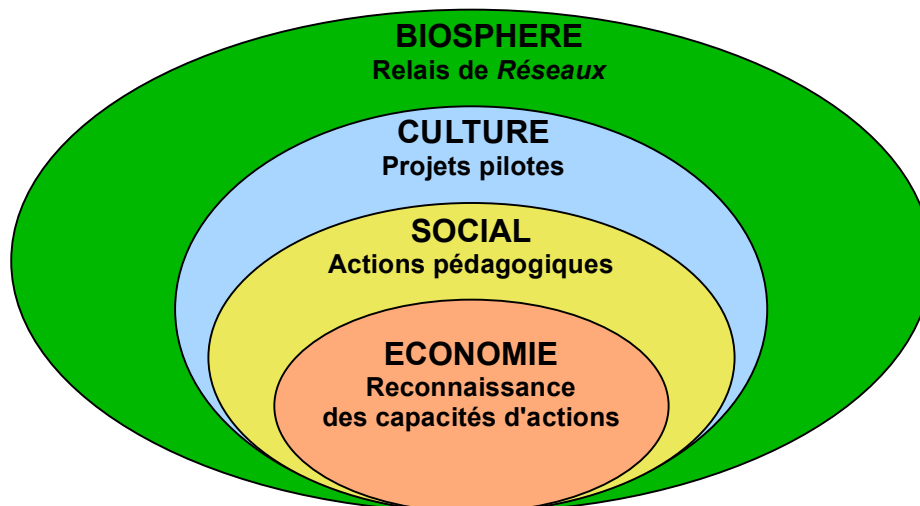 BIOSPHERE
Relais de Réseaux
CULTURE
Projets pilotes
SOCIAL
Actions pédagogiques
ECONOMIE
Reconnaissance
des capacités d'actions